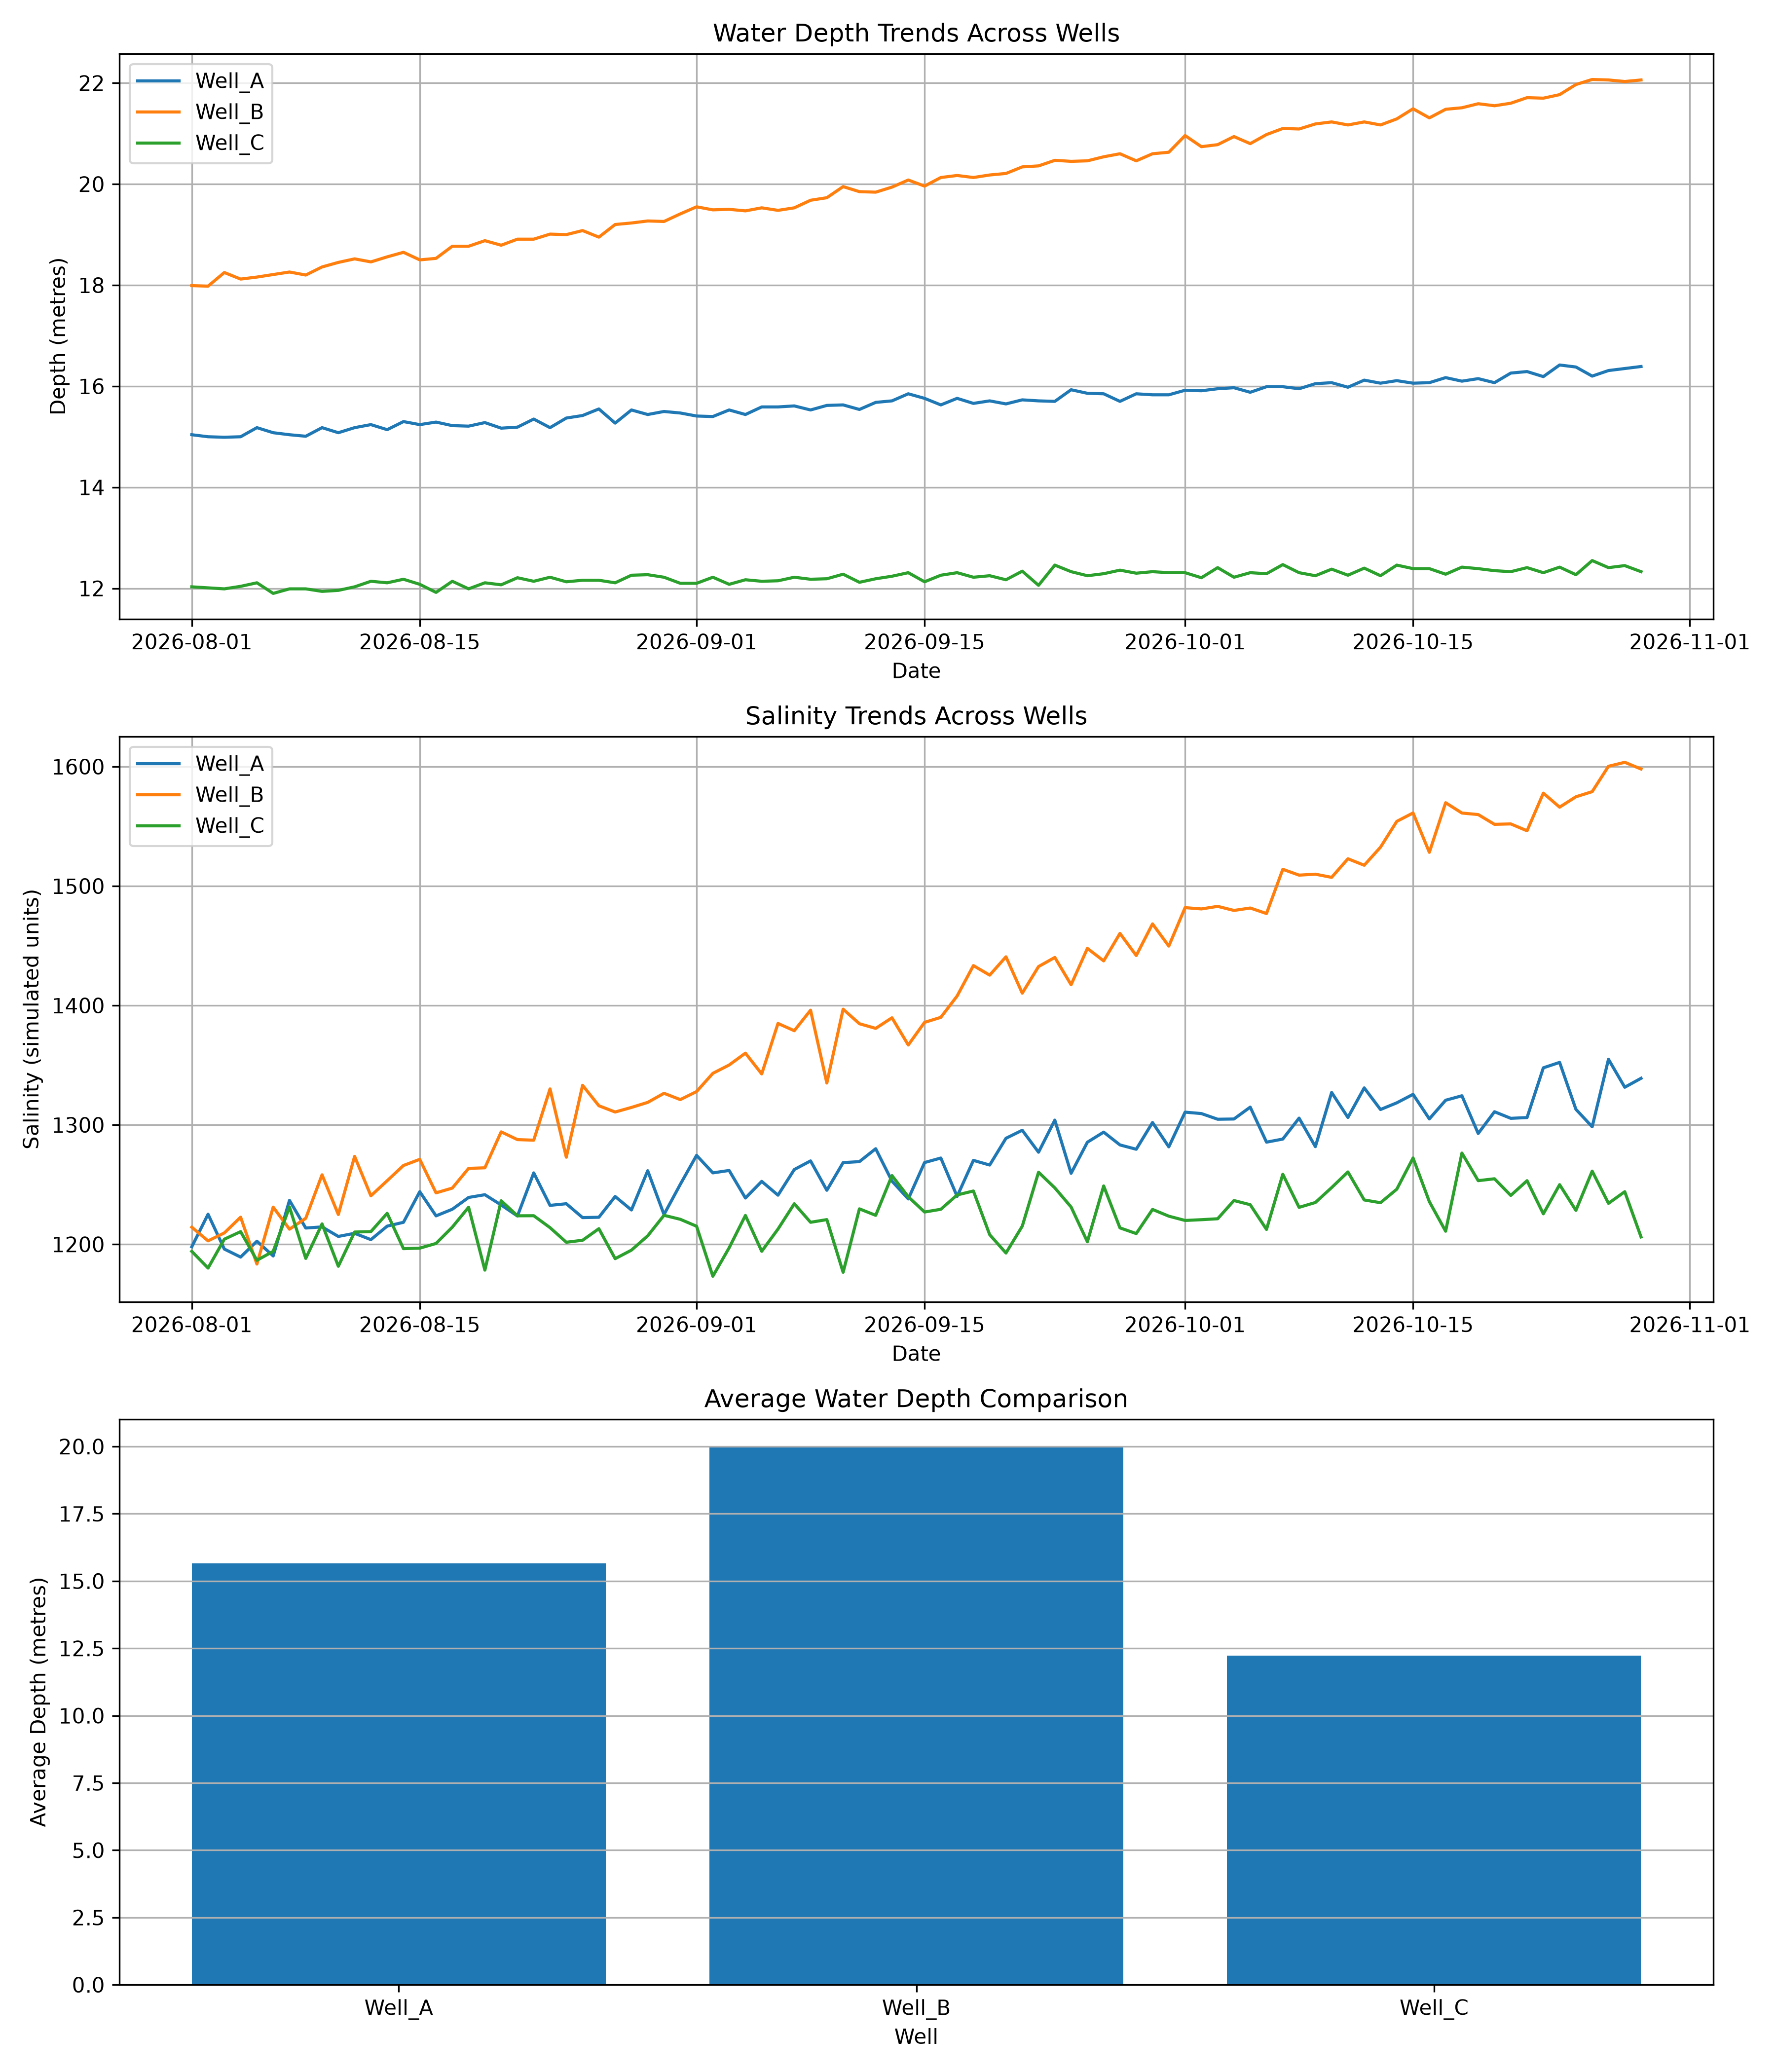 Water Depth Trends Across Wells
Well_A
Well_B
Well_C
22
20
18
16
14
12
Depth (metres)
2026-08-01 2026-08-15 2026-09-01 2026-09-15 2026-10-01 2026-10-15 2026-11-01
Date
Salinity Trends Across Wells
Well_A
Well_B
Well_C
1600
1500
1400
1300
1200
Salinity (simulated units)
2026-08-01 2026-08-15 2026-09-01 2026-09-15 2026-10-01 2026-10-15 2026-11-01
Date
Average Water Depth Comparison
20.0
17.5
15.0
12.5
10.0
7.5
5.0
2.5
0.0
Average Depth (metres)
Well_A Well_B Well_C
Well